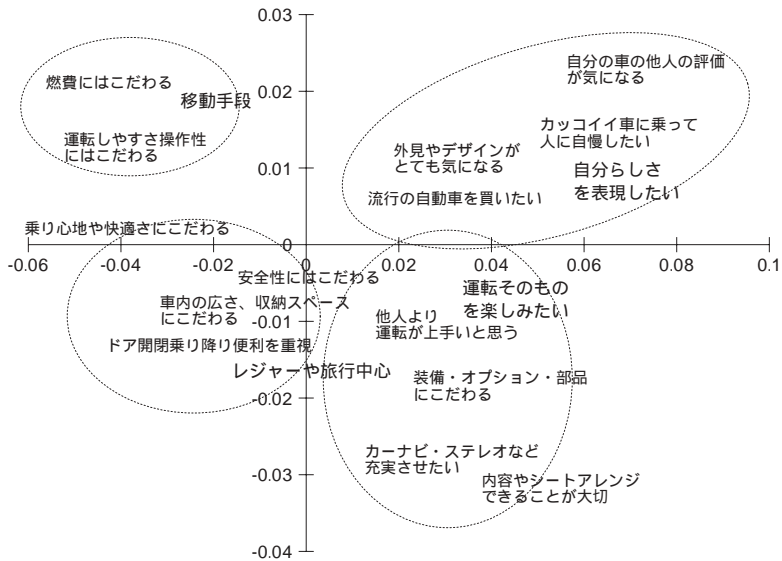 0.03
自分の車の他人の評価
が気になる
燃費にはこだわる
0.02
移動手段
カッコイイ車に乗って
人に自慢したい
運転しやすさ操作性
にはこだわる
外見やデザインが
とても気になる
0.01
自分らしさ
を表現したい
流行の自動車を買いたい
乗り心地や快適さにこだわる
0
-0.06
-0.04
-0.02
0
0.02
0.04
0.06
0.08
0.1
安全性にはこだわる
運転そのもの
を楽しみたい
車内の広さ、収納スペース
にこだわる
-0.01
他人より
運転が上手いと思う
ドア開閉乗り降り便利を重視
レジャーや旅行中心
装備・オプション・部品
にこだわる
-0.02
カーナビ・ステレオなど
充実させたい
-0.03
内容やシートアレンジ
できることが大切
-0.04